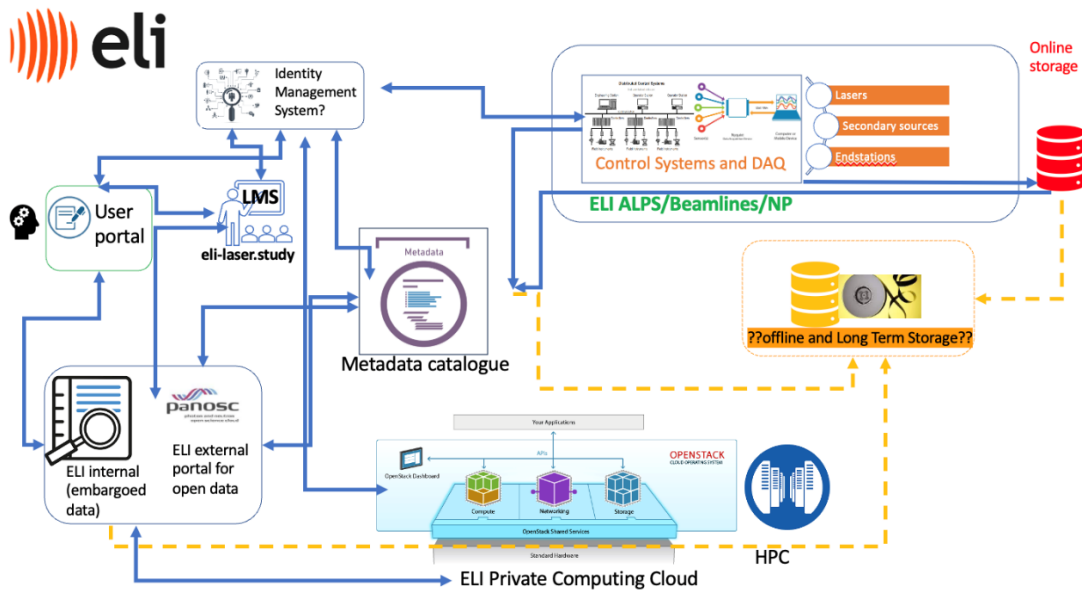 eli
Identity
Management
System?
Online
storage
Lasers
Secondary sources
Endstations
Control Systems and DAQ
ELI ALPS/Beamlines/NP
User
portal
LMS
eli-laser.study
Metadata
Metadata catalogue
??offline and Long Term Storage??
panosc
ELI internal
(embargoed
data)
ELI external
portal for
open data
Your Applications
APIs
OPENSTACK
CLOUD OPERATING SYSTEM
OpenStack Dashboard
Compute
Networking
Storage
OpenStack Shared Services
Standard Hardware
HPC
ELI Private Computing Cloud